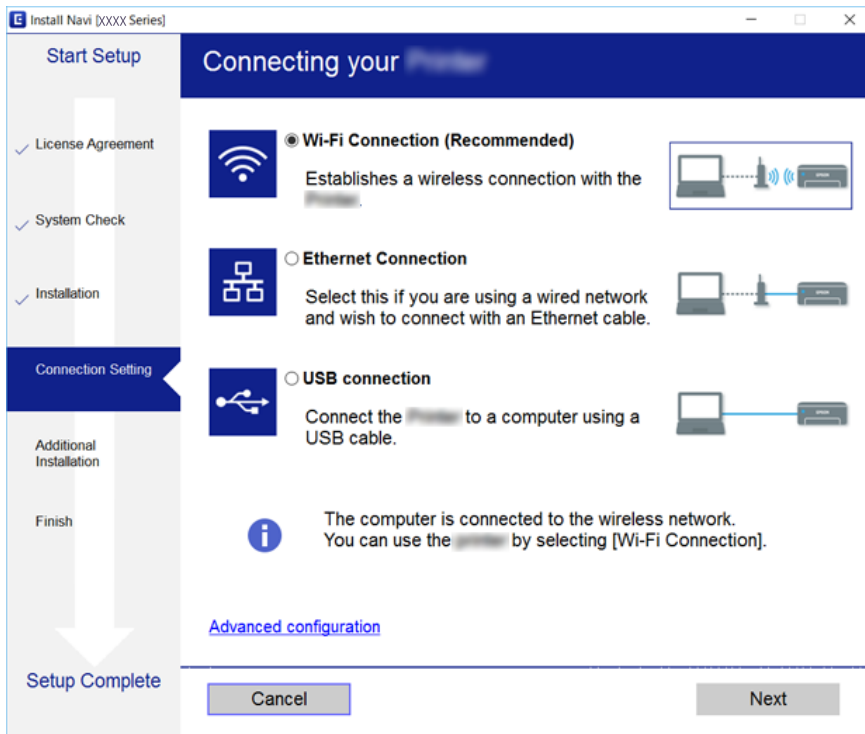 Install Navi [XXXX Series]
Start Setup
License Agreement
System Check
Installation
Connection Setting
Additional
Installation
Finish
Setup Complete
Connecting your
Wi-Fi Connection (Recommended)
Establishes a wireless connection with the
.
Ethernet Connection
Select this if you are using a wired network
and wish to connect with an Ethernet cable.
USB connection
Connect the to a computer using a
USB cable.
The computer is connected to the wireless network.
You can use the by selecting [Wi-Fi Connection].
Advanced configuration
Cancel
Next